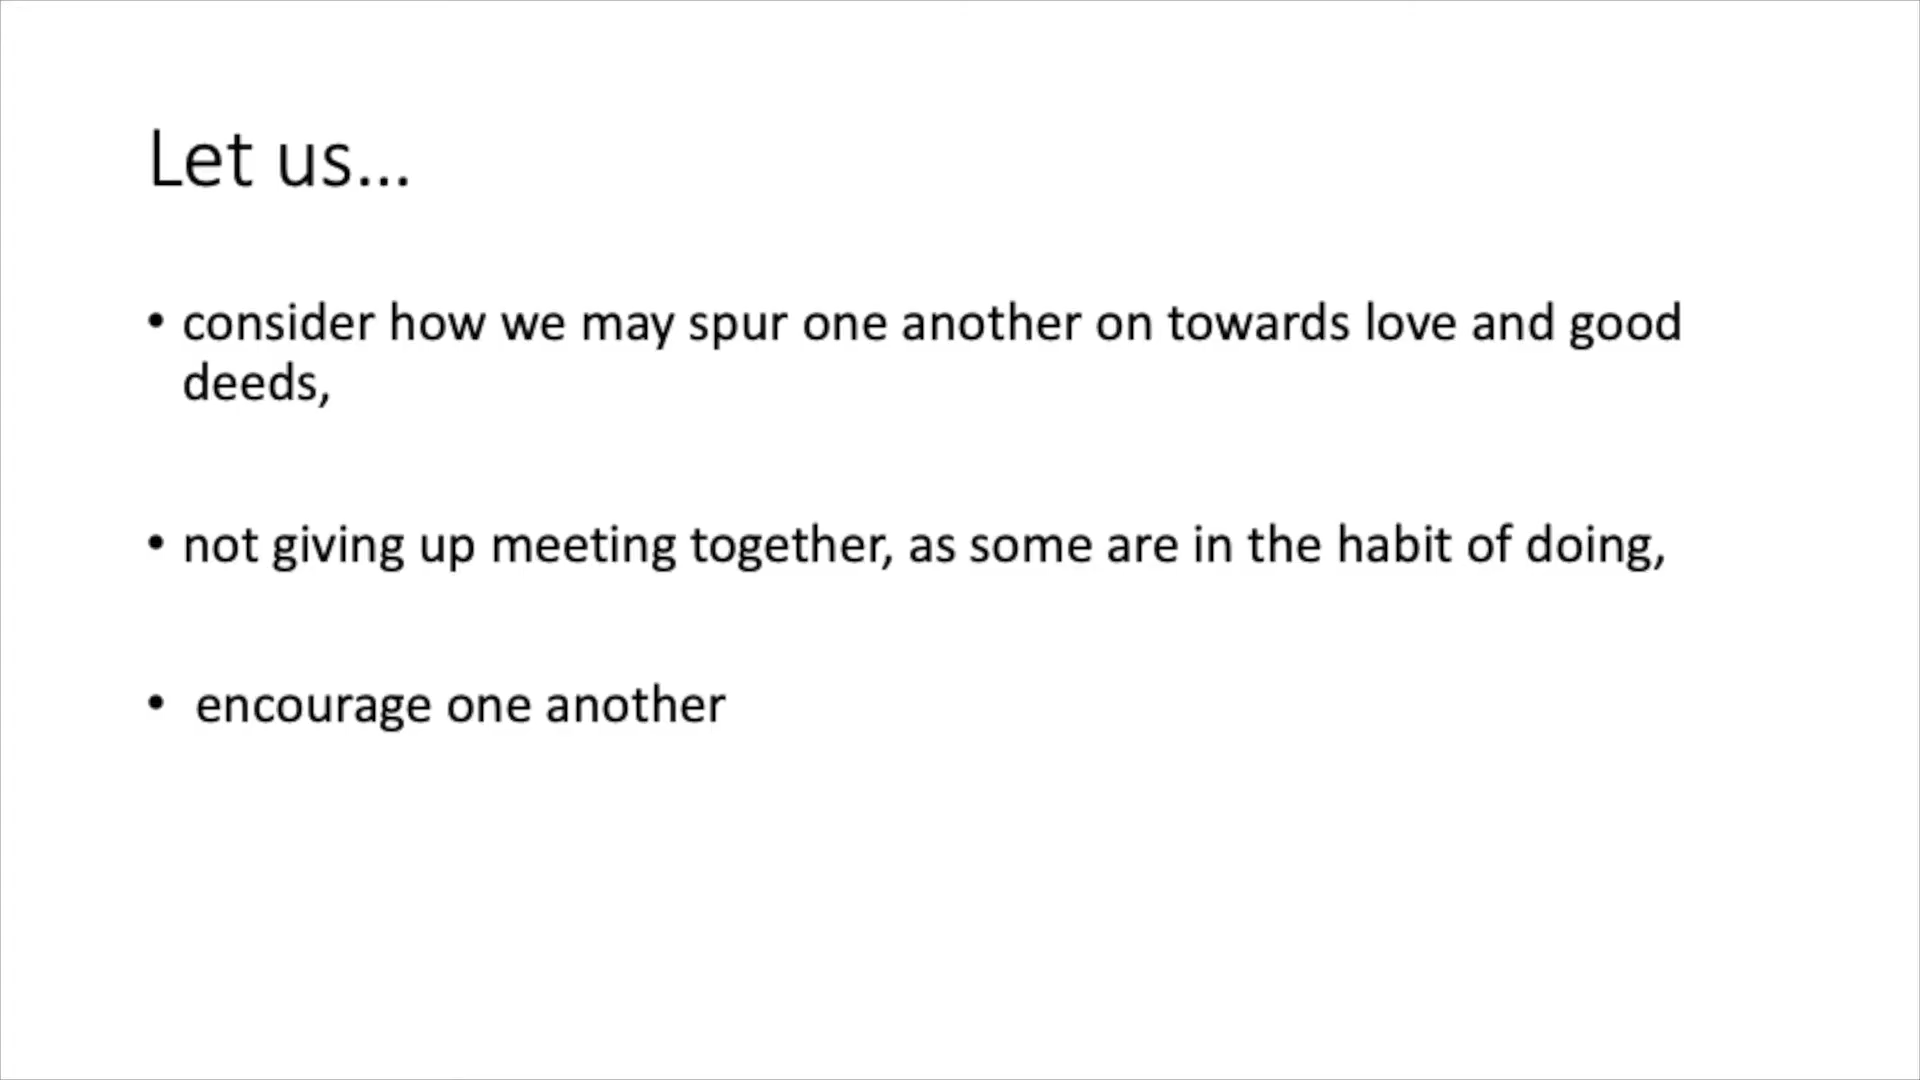 Let us...
• consider how we may spur one another on towards love and good
deeds,
• not giving up meeting together, as some are in the habit of doing,
• encourage one another